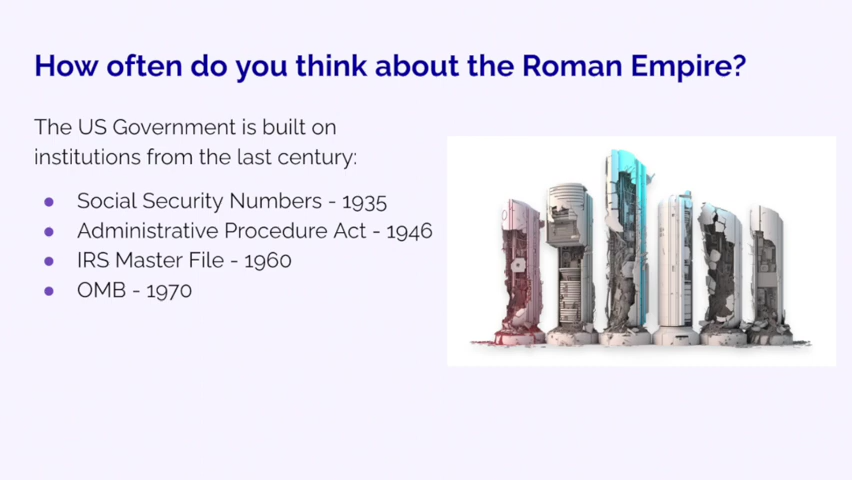 How often do you think about the Roman Empire?
The US Government is built on
institutions from the last century:
● Social Security Numbers - 1935
● Administrative Procedure Act - 1946
● IRS Master File - 1960
● OMB - 1970